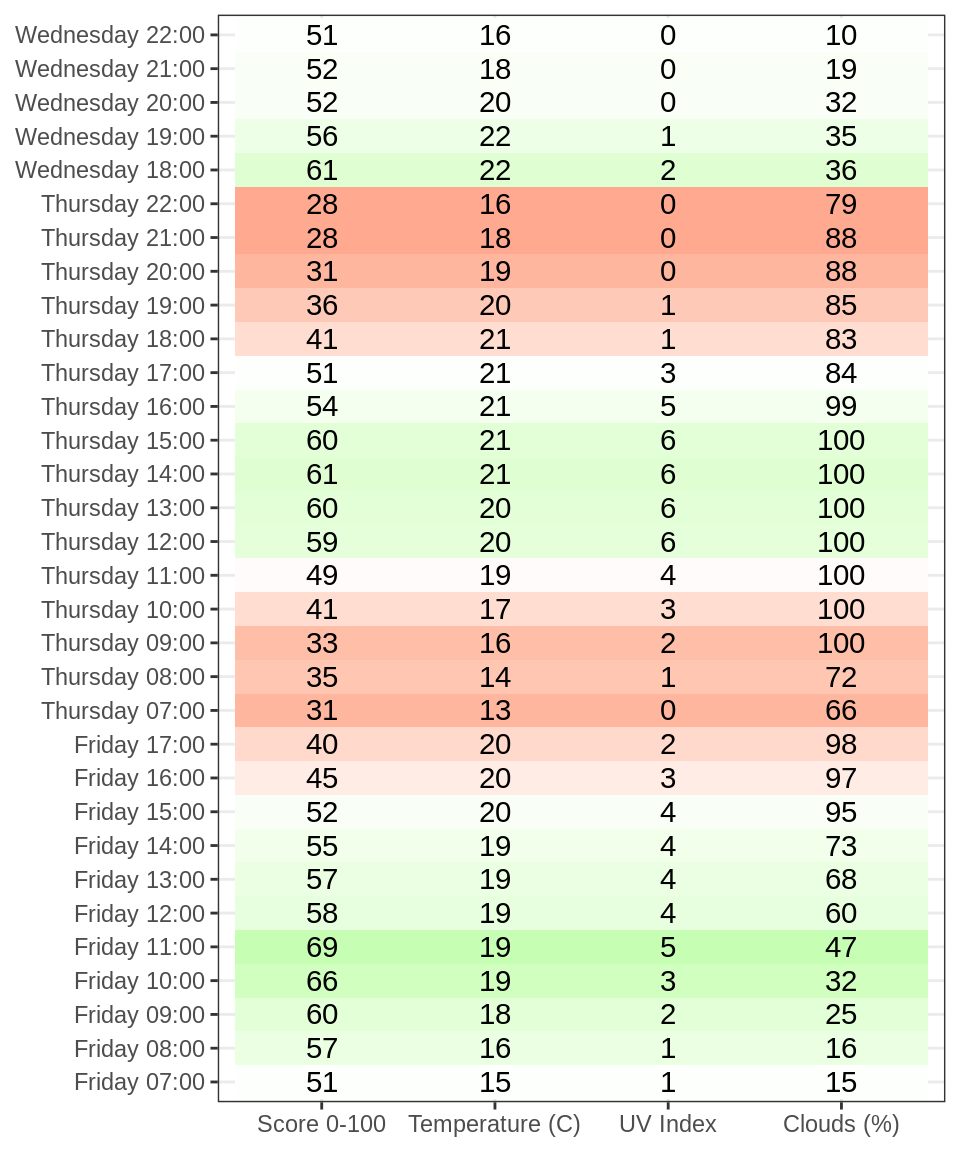 Wednesday 22:00 51 16 0 10
Wednesday 21:00 52 18 0 19
Wednesday 20:00 52 20 0 32
Wednesday 19:00 56 22 1 35
Wednesday 18:00 61 22 2 36
Thursday 22:00 28 16 0 79
Thursday 21:00 28 18 0 88
Thursday 20:00 31 19 0 88
Thursday 19:00 36 20 1 85
Thursday 18:00 41 21 1 83
Thursday 17:00 51 21 3 84
Thursday 16:00 54 21 5 99
Thursday 15:00 60 21 6 100
Thursday 14:00 61 21 6 100
Thursday 13:00 60 20 6 100
Thursday 12:00 59 20 6 100
Thursday 11:00 49 19 4 100
Thursday 10:00 41 17 3 100
Thursday 09:00 33 16 2 100
Thursday 08:00 35 14 1 72
Thursday 07:00 31 13 0 66
Friday 17:00 40 20 2 98
Friday 16:00 45 20 3 97
Friday 15:00 52 20 4 95
Friday 14:00 55 19 4 73
Friday 13:00 57 19 4 68
Friday 12:00 58 19 4 60
Friday 11:00 69 19 5 47
Friday 10:00 66 19 3 32
Friday 09:00 60 18 2 25
Friday 08:00 57 16 1 16
Friday 07:00 51 15 1 15
Score 0-100 Temperature (C) UV Index Clouds (%)